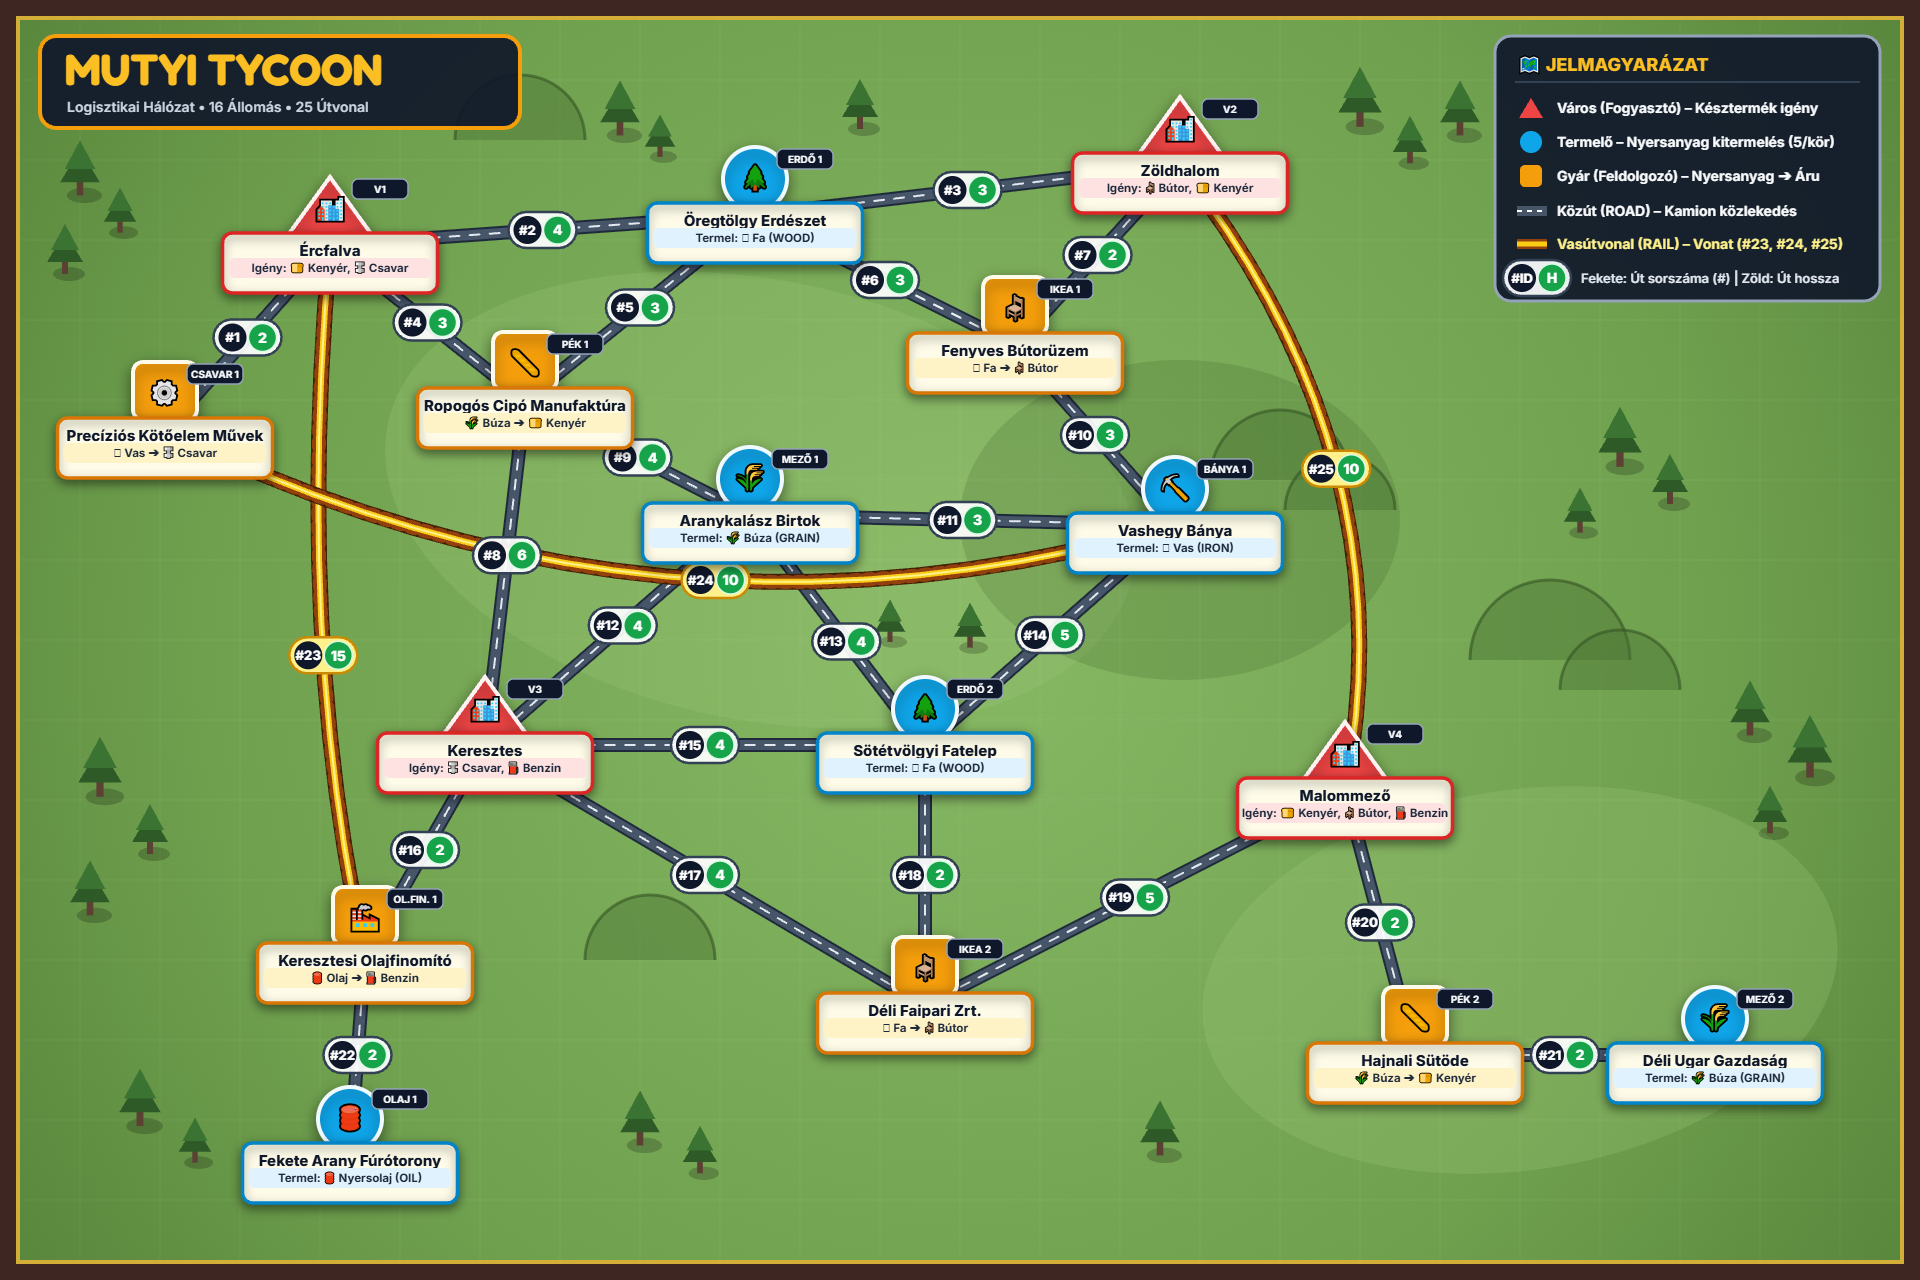 MUTYI TYCOON
Logisztikai Hálózat • 16 Állomás • 25 Útvonal
JELMAGYARÁZAT
Város (Fogyasztó) – Késztermék igény
Termelő – Nyersanyag kitermelés (5/kör)
Gyár (Feldolgozó) – Nyersanyag ➔ Áru
Közút (ROAD) – Kamion közlekedés
Vasútvonal (RAIL) – Vonat (#23, #24, #25)
#ID H Fekete: Út sorszáma (#) | Zöld: Út hossza
V2
Zöldhalom
Igény: Bútor, Kenyér
ERDŐ 1
Öregtölgy Erdészet
Termel: Fa (WOOD)
V1
Ércfalva
Igény: Kenyér, Csavar
#2 4
#3 3
#7 2
#6 3
#5 3
#4 3
#1 2
IKEA 1
Fenyves Bútorüzem
Fa ➔ Bútor
PÉK 1
Ropogós Cipó Manufaktúra
Búza ➔ Kenyér
CSAVAR 1
Precíziós Kötőelem Művek
Vas ➔ Csavar
#9 4
#10 3
#25 10
MEZŐ 1
Aranykalász Birtok
Termel: Búza (GRAIN)
#11 3
BÁNYA 1
Vashegy Bánya
Termel: Vas (IRON)
#8 6
#24 10
#12 4
#13 4
#14 5
#23 15
V3
Keresztes
Igény: Csavar, Benzin
#15 4
ERDŐ 2
Sötétvölgyi Fatelep
Termel: Fa (WOOD)
V4
Malommező
Igény: Kenyér, Bútor, Benzin
#16 2
#17 4
#18 2
#19 5
#20 2
OL.FIN. 1
Keresztesi Olajfinomító
Olaj ➔ Benzin
IKEA 2
Déli Faipari Zrt.
Fa ➔ Bútor
PÉK 2
Hajnali Sütöde
Búza ➔ Kenyér
#21 2
MEZŐ 2
Déli Ugar Gazdaság
Termel: Búza (GRAIN)
#22 2
OLAJ 1
Fekete Arany Fúrótorony
Termel: Nyersolaj (OIL)